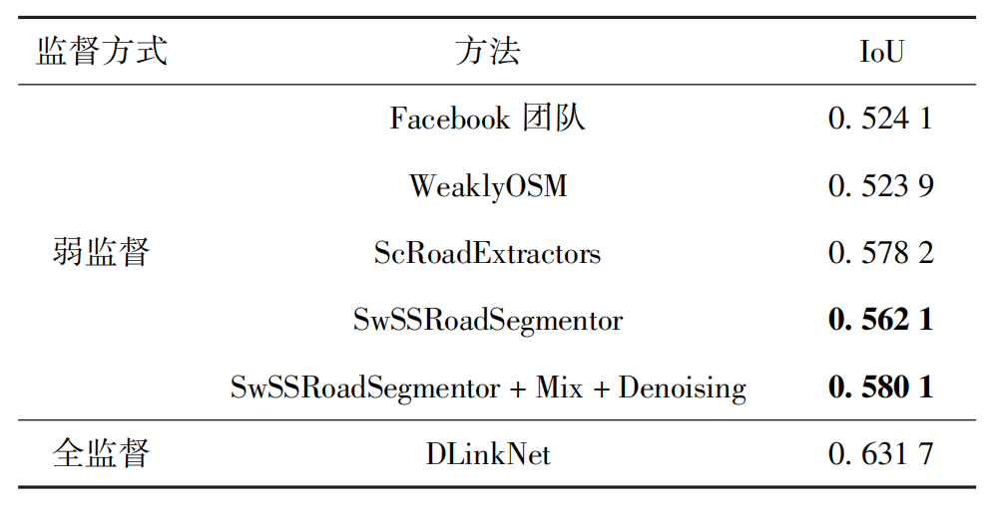 监督方式 方法 IoU
Facebook 团队 0. 524 1
WeaklyOSM 0. 523 9
弱监督 ScRoadExtractors 0. 578 2
SwSSRoadSegmentor 0. 562 1
SwSSRoadSegmentor + Mix + Denoising 0. 580 1
全监督 DLinkNet 0. 631 7